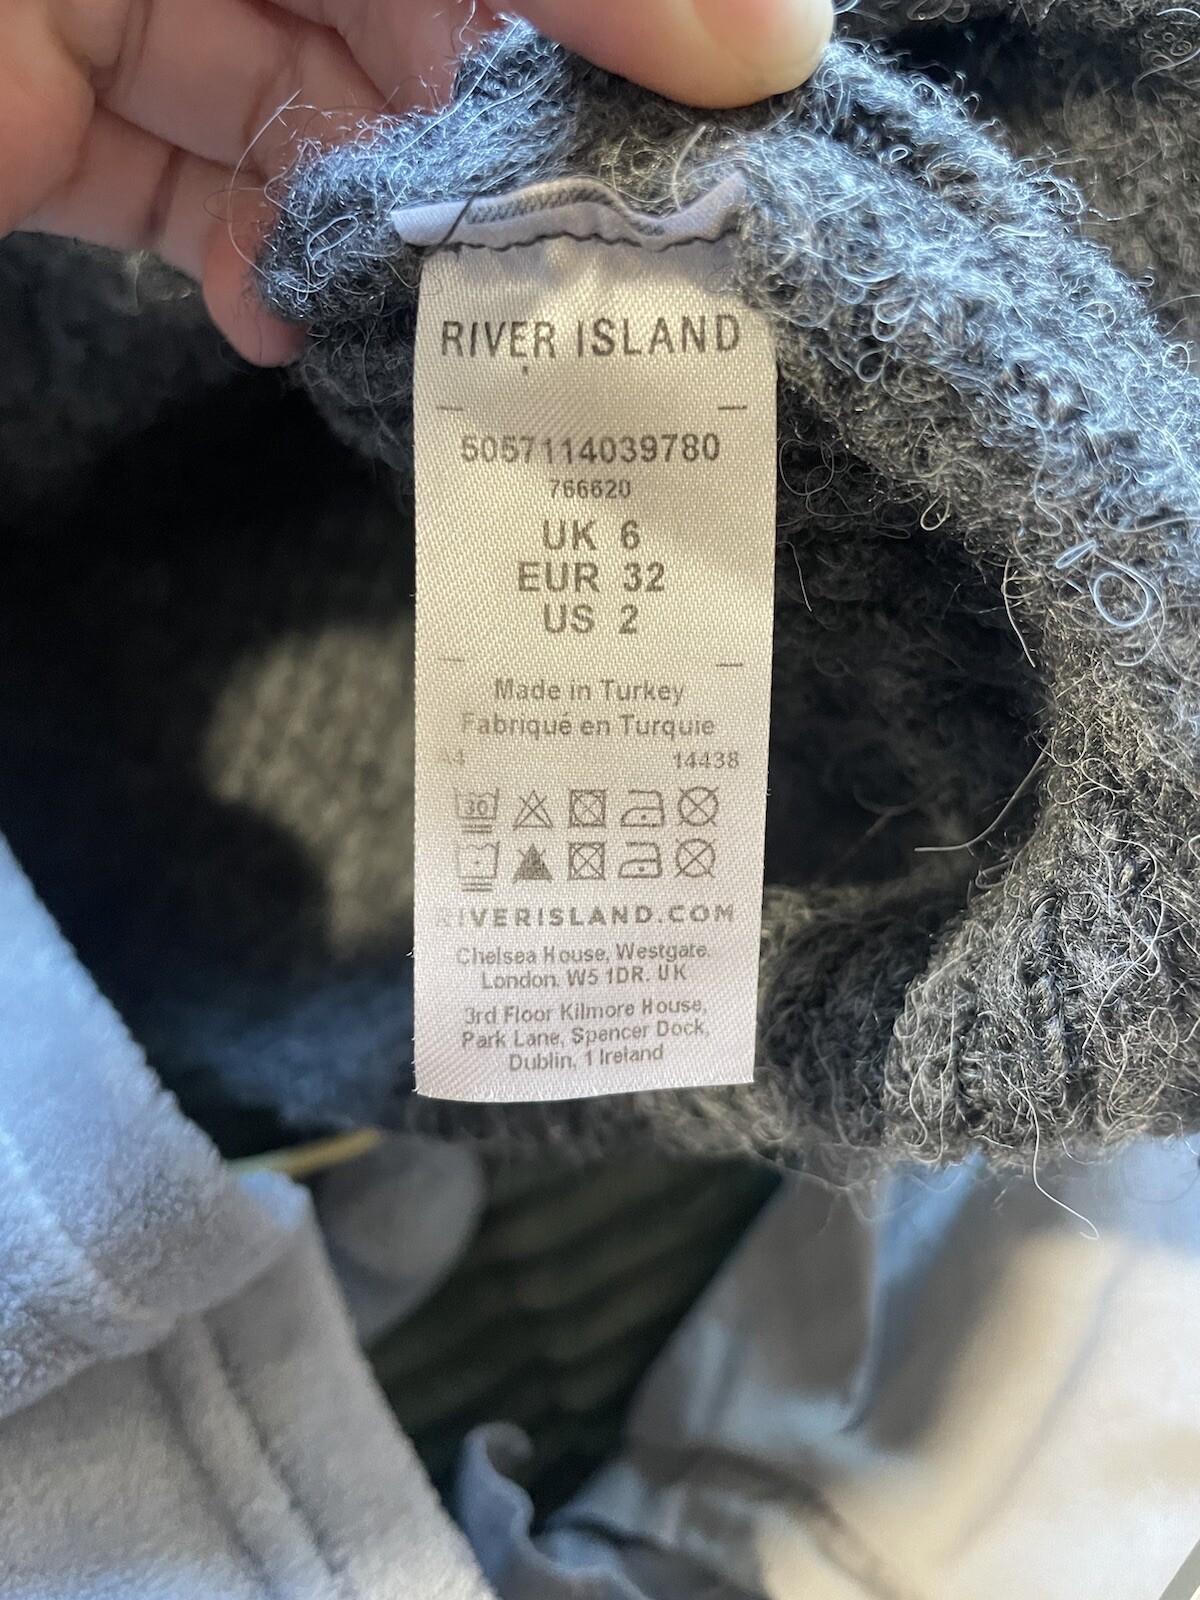 RIVER ISLAND
5057114039780
766620
UK 6
EUR 32
US 2
Made in Turkey
Fabriqué en Turquie
14438
30
RIVERISLAND.COM
Chelsea House, Westgate.
London. W5 1DR. UK
3rd Floor Kilmore House,
Park Lane, Spencer Dock,
Dublin, 1 Ireland